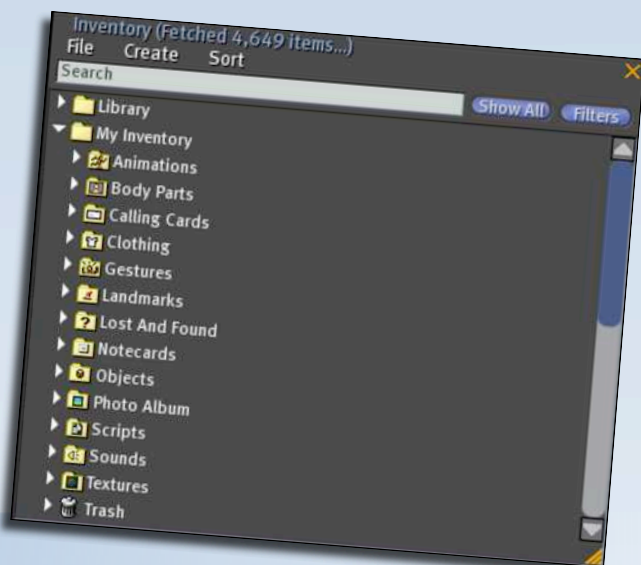 Inventory (Fetched 4,649 items...)
File Create Sort
Search Show All Filters
Library
My Inventory
Animations
Body Parts
Calling Cards
Clothing
Gestures
Landmarks
Lost And Found
Notecards
Objects
Photo Album
Scripts
Sounds
Textures
Trash